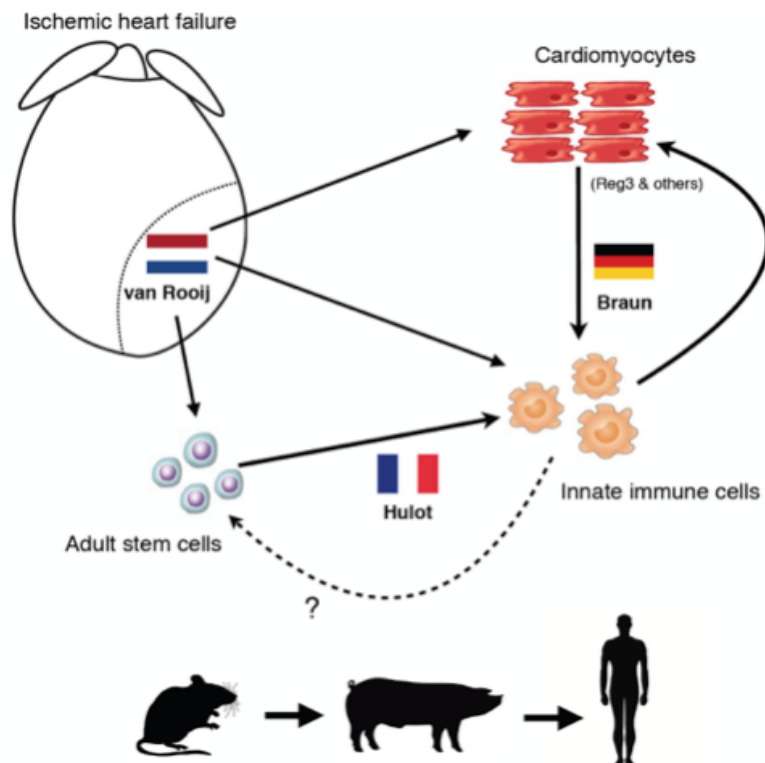 Ischemic heart failure
Cardiomyocytes
(Reg3 & others)
van Rooij
Braun
Hulot
Innate immune cells
Adult stem cells
?